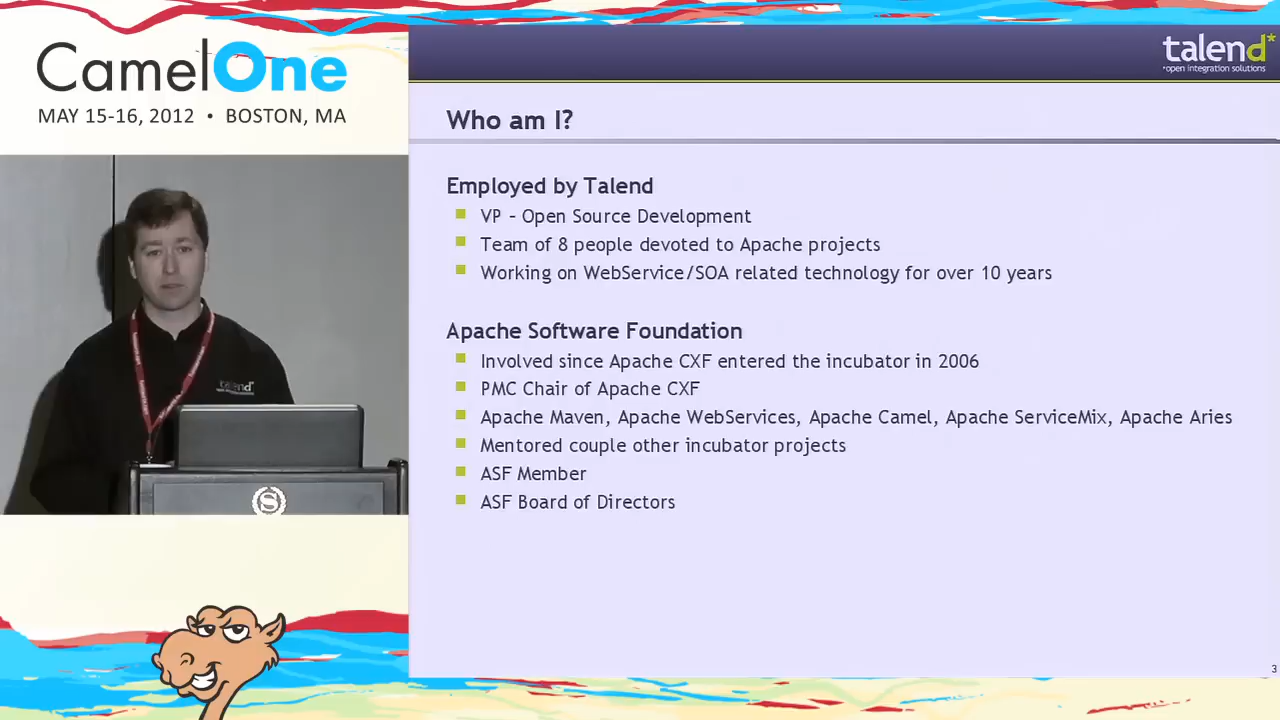 CamelOne
MAY 15-16, 2012 • BOSTON, MA
talend*
*open integration solutions
Who am I?
Employed by Talend
VP – Open Source Development
Team of 8 people devoted to Apache projects
Working on WebService/SOA related technology for over 10 years
Apache Software Foundation
Involved since Apache CXF entered the incubator in 2006
PMC Chair of Apache CXF
Apache Maven, Apache WebServices, Apache Camel, Apache ServiceMix, Apache Aries
Mentored couple other incubator projects
ASF Member
ASF Board of Directors
talend*
S
3